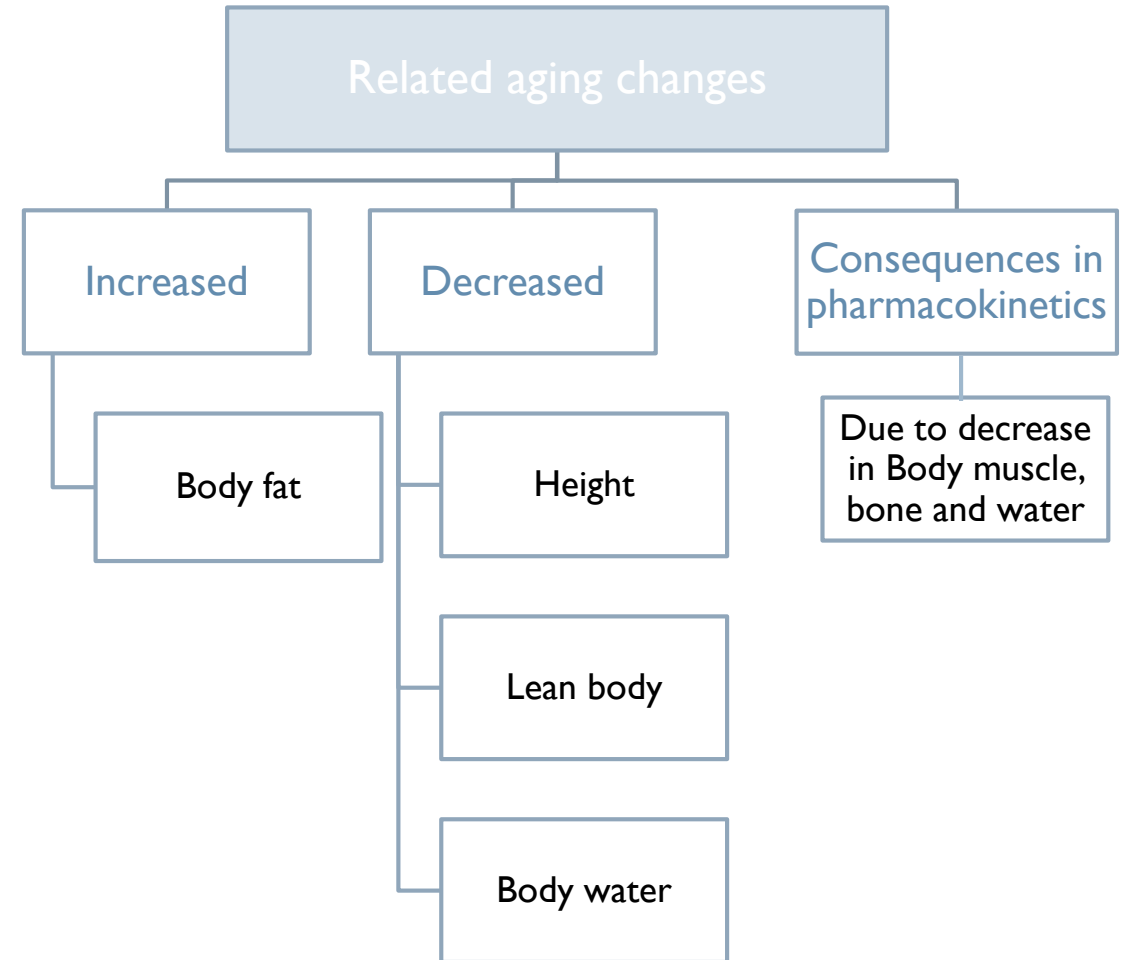 Related aging changes
Increased
Decreased
Consequences in
pharmacokinetics
Body fat
Height
Lean body
Body water
Due to decrease
in Body muscle,
bone and water